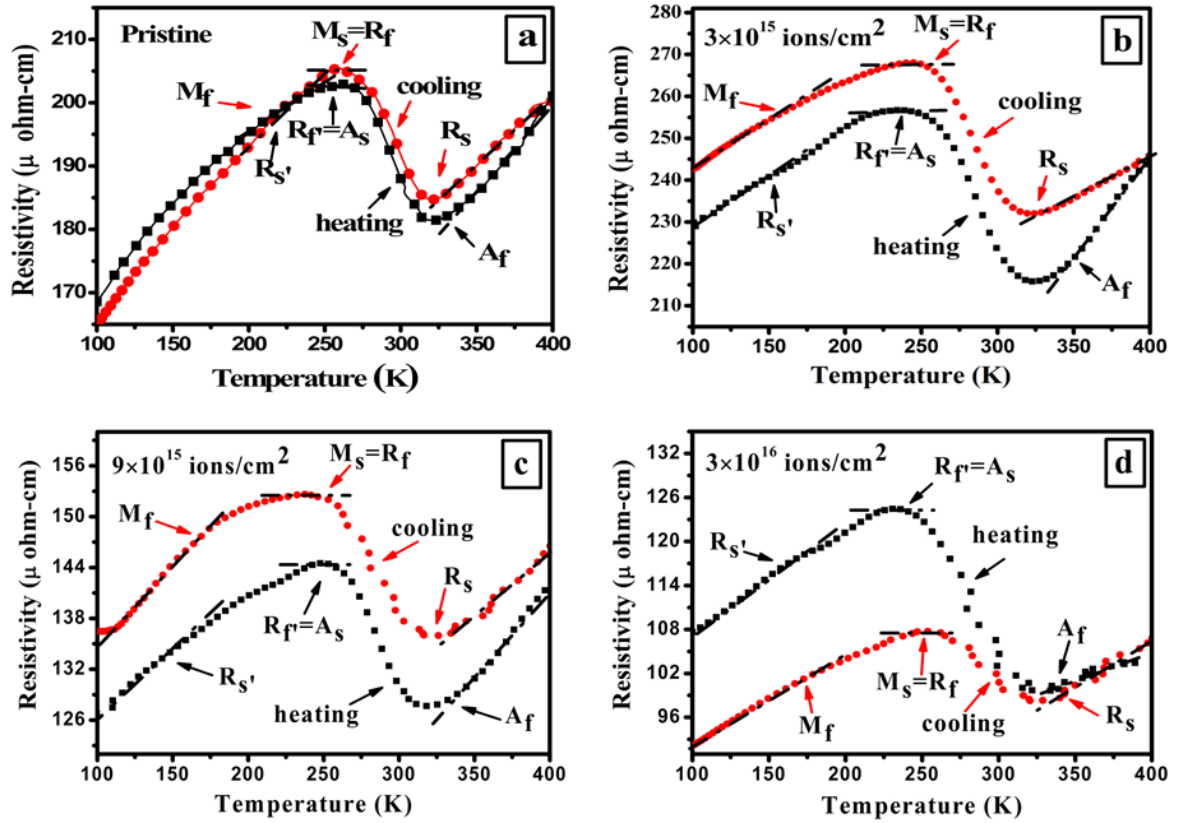 Pristine
a
Ms=Rf
Mf
cooling
Rf'=As
Rs
Rs'
heating
Af
Resistivity (μ ohm-cm)
210
200
190
180
170
100 150 200 250 300 350 400
Temperature (K)
3×10^15 ions/cm^2
b
Ms=Rf
Mf
cooling
Rf'=As
Rs
Rs'
heating
Af
Resistivity (μ ohm-cm)
280
270
260
250
240
230
220
210
100 150 200 250 300 350 400
Temperature (K)
9×10^15 ions/cm^2
c
Ms=Rf
Mf
cooling
Rs
Rf'=As
Rs'
heating
Af
Resistivity (μ ohm-cm)
156
150
144
138
132
126
100 150 200 250 300 350 400
Temperature (K)
3×10^16 ions/cm^2
d
Rf'=As
heating
Rs'
Af
Ms=Rf
Mf
cooling
Rs
Resistivity (μ ohm-cm)
132
126
120
114
108
102
96
100 150 200 250 300 350 400
Temperature (K)